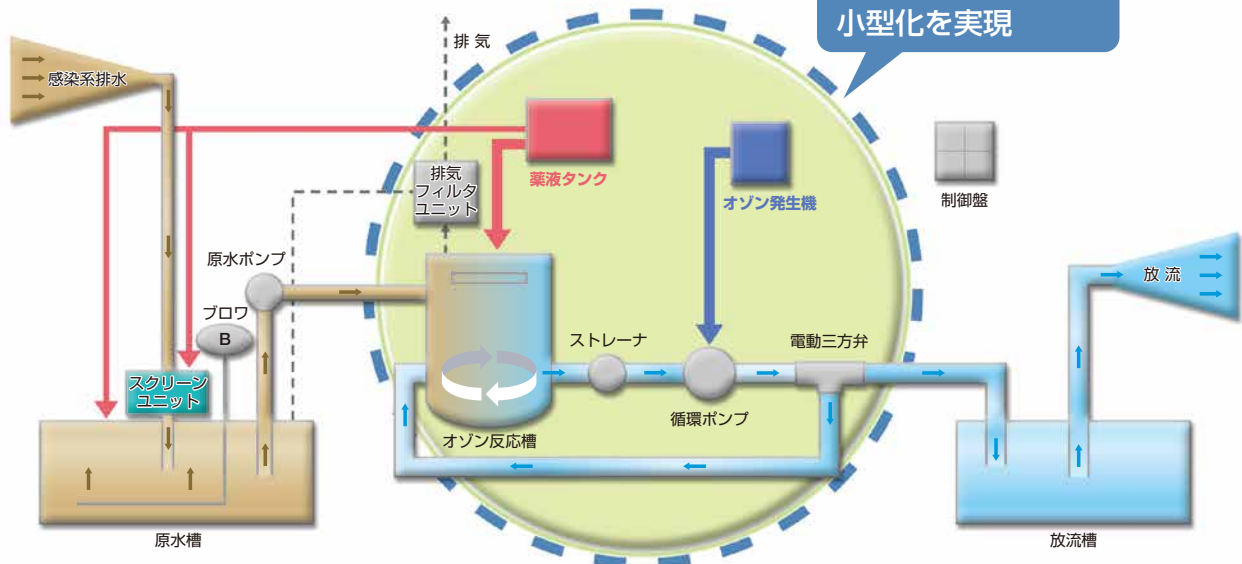 小型化を実現
排 気
感染系排水
薬液タンク
オゾン発生機
制御盤
排気
フィルタ
ユニット
原水ポンプ
放 流
ブロワ
B
ストレーナ
電動三方弁
スクリーン
ユニット
循環ポンプ
オゾン反応槽
原水槽
放流槽